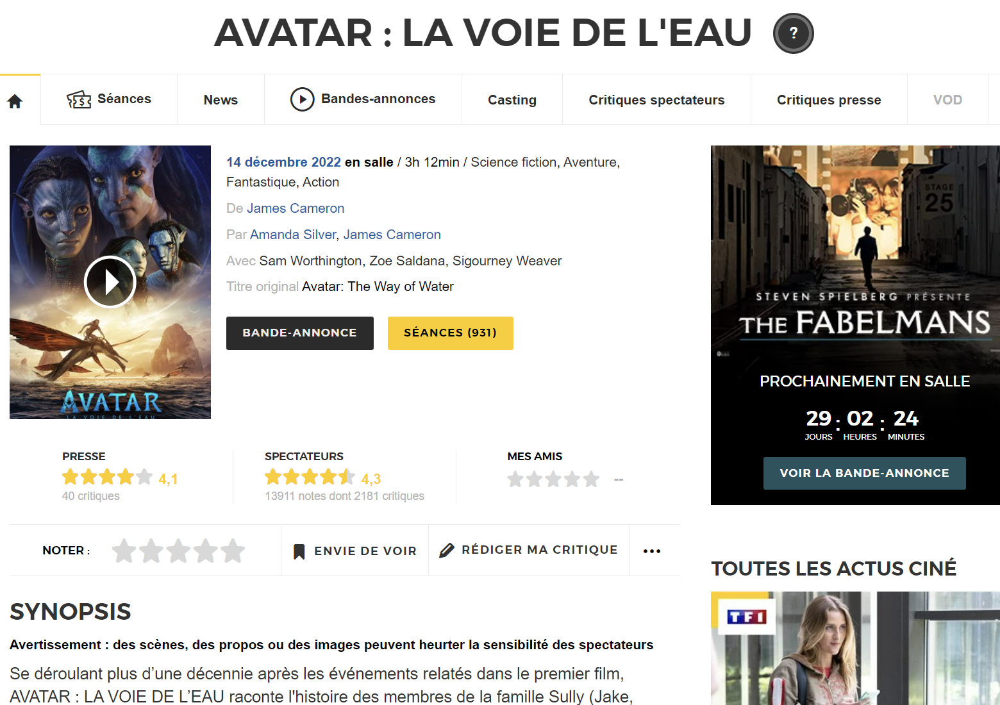 AVATAR : LA VOIE DE L'EAU ?
Séances News Bandes-annonces Casting Critiques spectateurs Critiques presse VOD
14 décembre 2022 en salle / 3h 12min / Science fiction, Aventure,
Fantastique, Action
De James Cameron
Par Amanda Silver, James Cameron
Avec Sam Worthington, Zoe Saldana, Sigourney Weaver
Titre original Avatar: The Way of Water
BANDE-ANNONCE SÉANCES (931)
AVATAR
LA VOIE DE L'EAU
PRESSE
4,1
40 critiques
SPECTATEURS
4,3
13911 notes dont 2181 critiques
MES AMIS
--
NOTER : ENVIE DE VOIR RÉDIGER MA CRITIQUE
SYNOPSIS
Avertissement : des scènes, des propos ou des images peuvent heurter la sensibilité des spectateurs
Se déroulant plus d’une décennie après les événements relatés dans le premier film,
AVATAR : LA VOIE DE L’EAU raconte l'histoire des membres de la famille Sully (Jake,
STAGE
25
STEVEN SPIELBERG PRÉSENTE
THE FABELMANS
PROCHAINEMENT EN SALLE
29 : 02 : 24
JOURS HEURES MINUTES
VOIR LA BANDE-ANNONCE
TOUTES LES ACTUS CINÉ
TF1